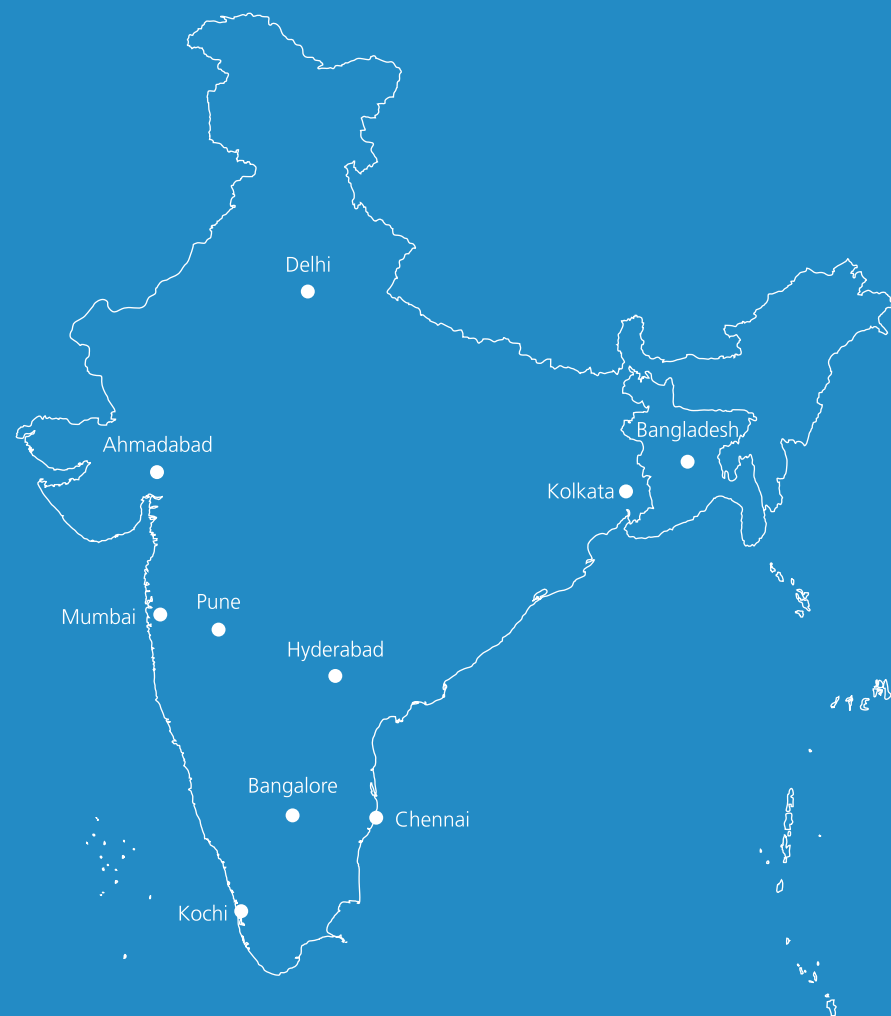 Delhi
Bangladesh
Ahmadabad
Kolkata
Pune
Mumbai
Hyderabad
Bangalore
Chennai
Kochi